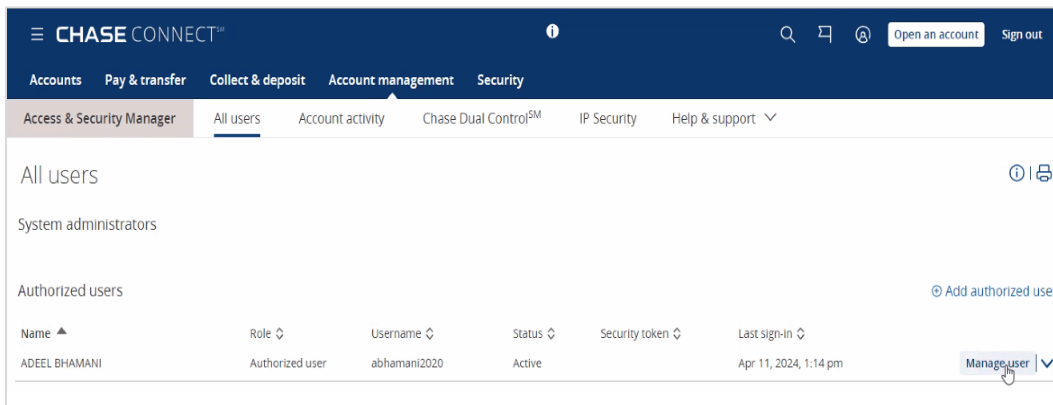 CHASE CONNECT℠ Open an account Sign out
Accounts Pay & transfer Collect & deposit Account management Security
Access & Security Manager All users Account activity Chase Dual Control℠ IP Security Help & support
All users
System administrators
Authorized users Add authorized use
Name Role Username Status Security token Last sign-in
ADEEL BHAMANI Authorized user abhamani2020 Active Apr 11, 2024, 1:14 pm Manage user